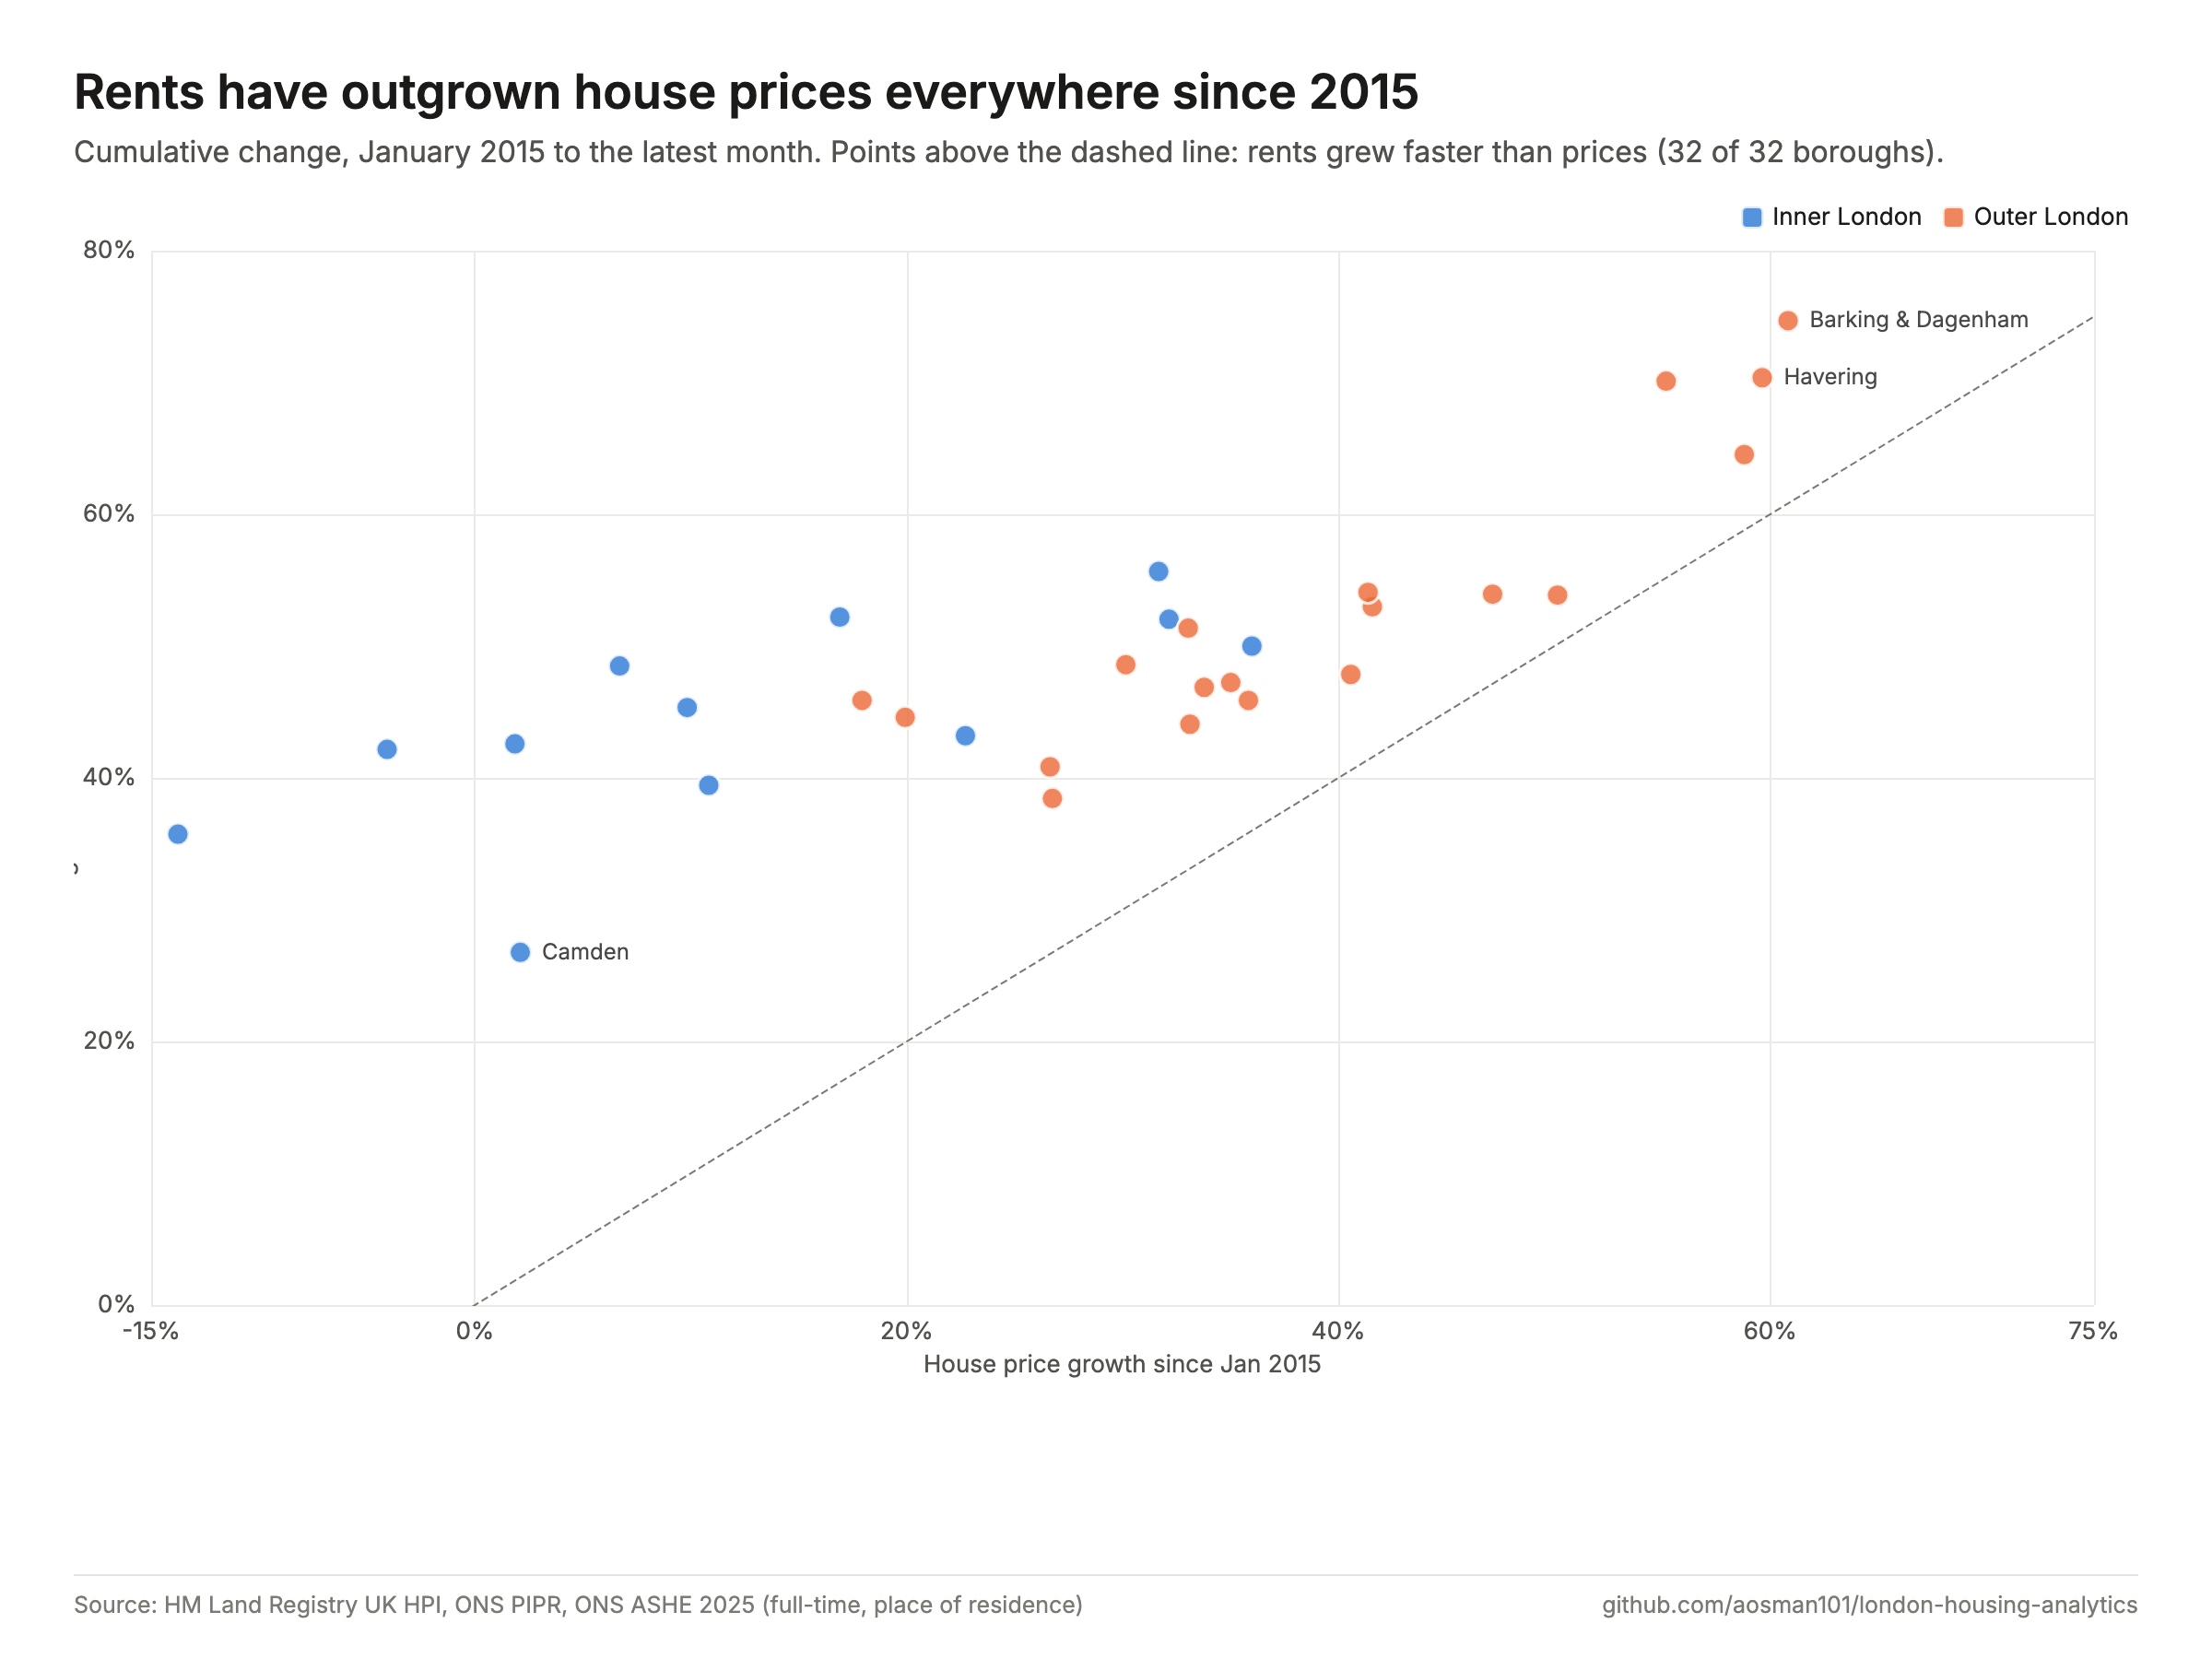 Rents have outgrown house prices everywhere since 2015
Cumulative change, January 2015 to the latest month. Points above the dashed line: rents grew faster than prices (32 of 32 boroughs).
Inner London
Outer London
80%
Barking & Dagenham
Havering
60%
40%
Camden
20%
0%
-15%
0%
20%
40%
60%
75%
House price growth since Jan 2015
Source: HM Land Registry UK HPI, ONS PIPR, ONS ASHE 2025 (full-time, place of residence)
github.com/aosman101/london-housing-analytics